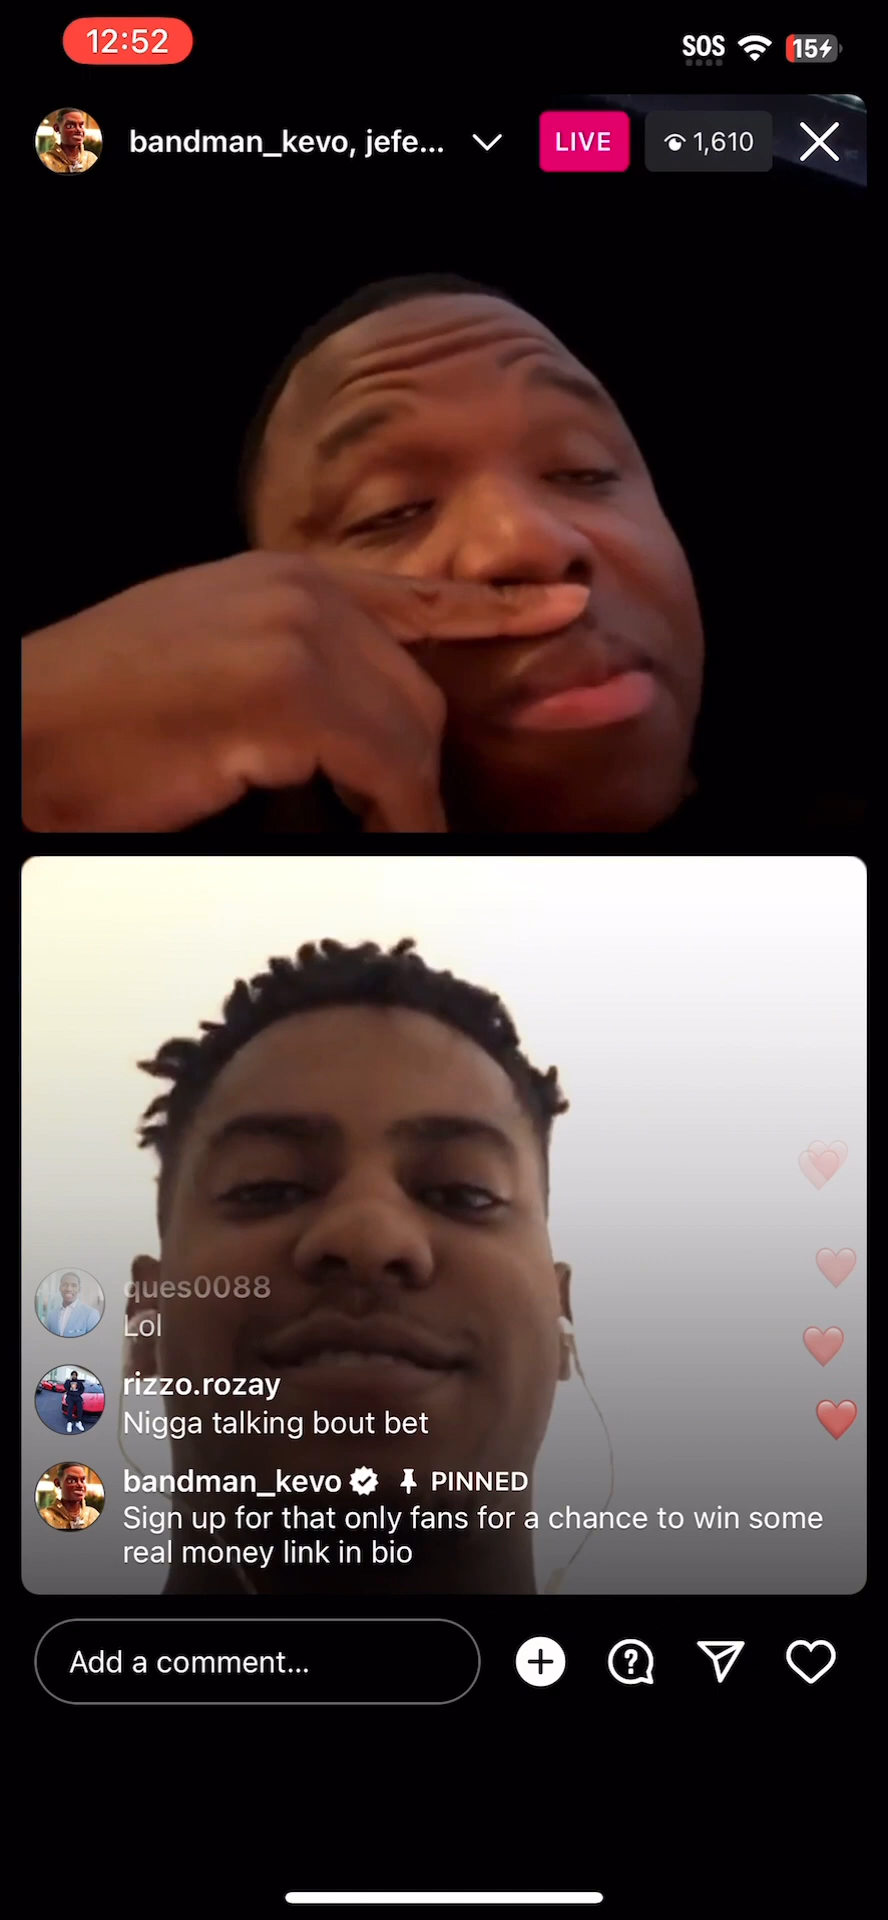 12:52
SOS
15
bandman_kevo, jefe...
LIVE
1,610
ques0088
Lol
rizzo.rozay
Nigga talking bout bet
bandman_kevo PINNED
Sign up for that only fans for a chance to win some
real money link in bio
Add a comment...